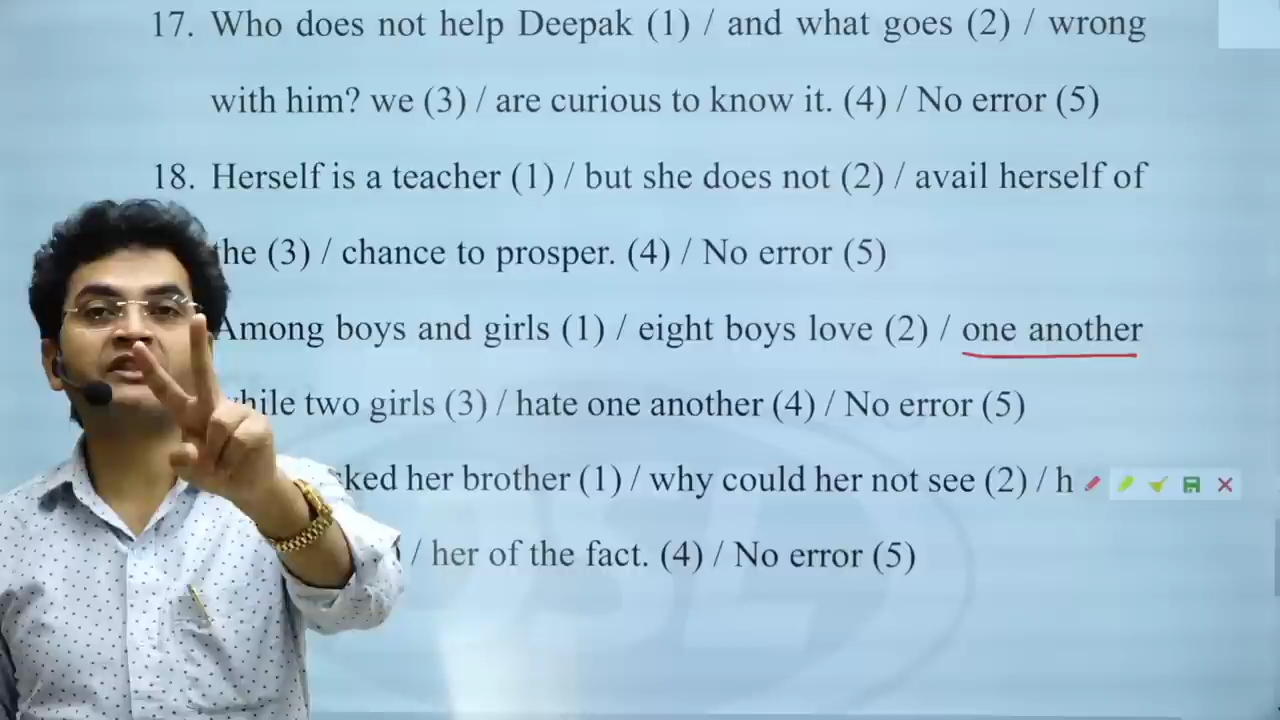 17. Who does not help Deepak (1) / and what goes (2) / wrong
with him? we (3) / are curious to know it. (4) / No error (5)
18. Herself is a teacher (1) / but she does not (2) / avail herself of
the (3) / chance to prosper. (4) / No error (5)
Among boys and girls (1) / eight boys love (2) / one another
while two girls (3) / hate one another (4) / No error (5)
her brother (1) / why could her not see (2) /
/ her of the fact. (4) / No error (5)